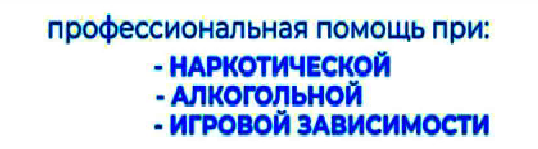 профессиональная помощь при:
- НАРКОТИЧЕСКОЙ
- АЛКОГОЛЬНОЙ
- ИГРОВОЙ ЗАВИСИМОСТИ